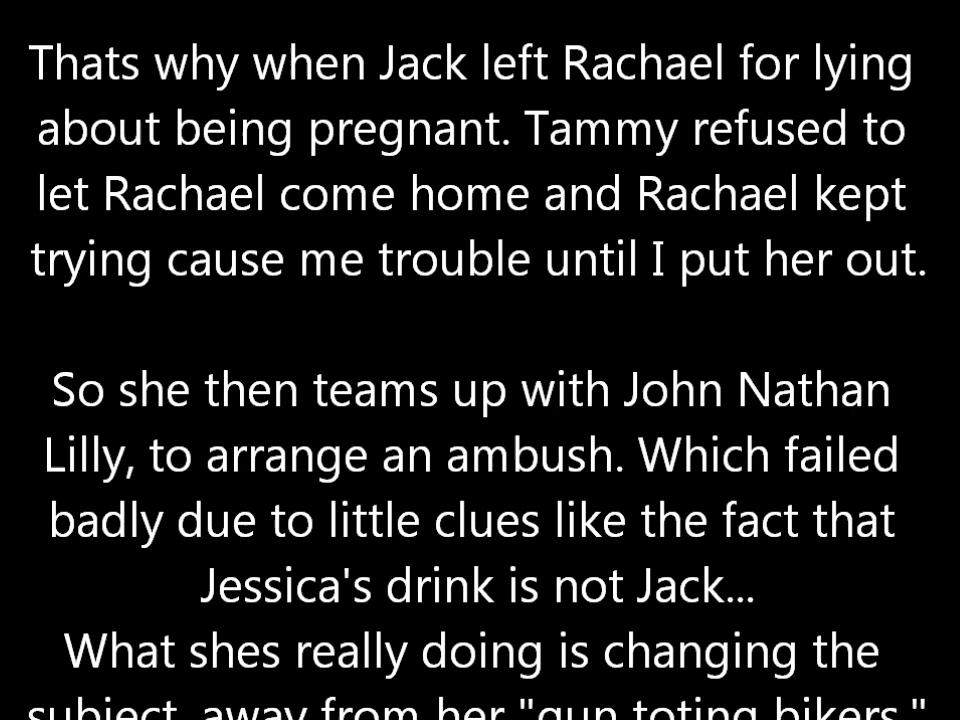 Thats why when Jack left Rachael for lying
about being pregnant. Tammy refused to
let Rachael come home and Rachael kept
trying cause me trouble until I put her out.
So she then teams up with John Nathan
Lilly, to arrange an ambush. Which failed
badly due to little clues like the fact that
Jessica's drink is not Jack...
What shes really doing is changing the
subject, away from her "gun toting bikers."